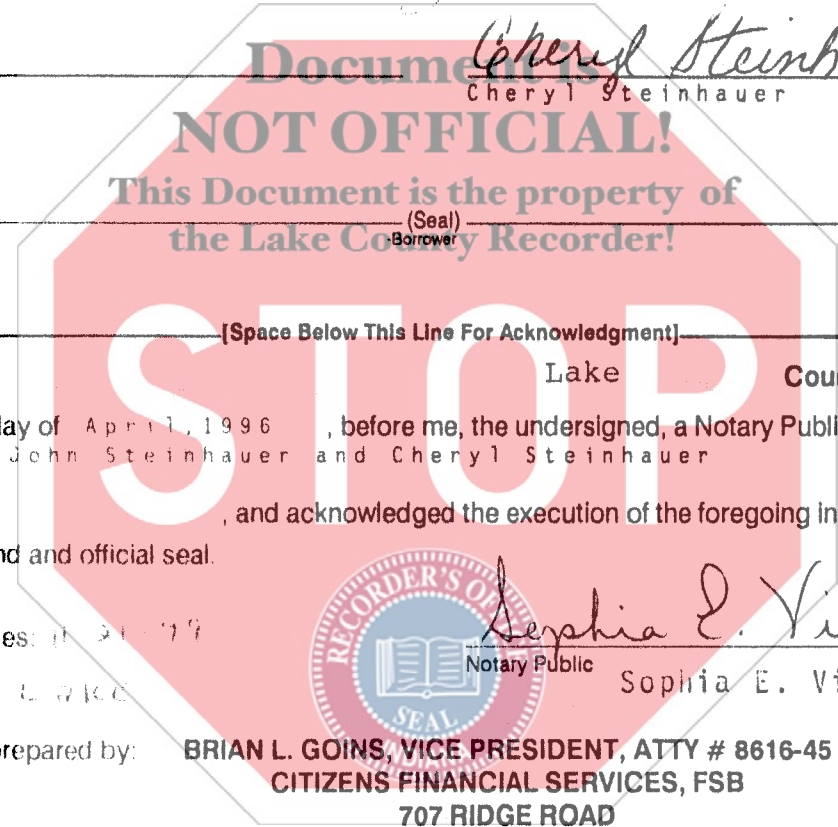 Cheryl Steinh
Document is
Cheryl Steinhauer
NOT OFFICIAL!
This Document is the property of
(Seal)
the Lake County Recorder!
-Borrower
STOP
[Space Below This Line For Acknowledgment]
Lake Cou
day of April, 1996 , before me, the undersigned, a Notary Publi
John Steinhauer and Cheryl Steinhauer
, and acknowledged the execution of the foregoing in
nd and official seal.
Sophia E. Vi
es:
Notary Public
Sophia E. Vi
RECORDER'S OF
SEAL
prepared by: BRIAN L. GOINS, VICE PRESIDENT, ATTY # 8616-45
CITIZENS FINANCIAL SERVICES, FSB
707 RIDGE ROAD